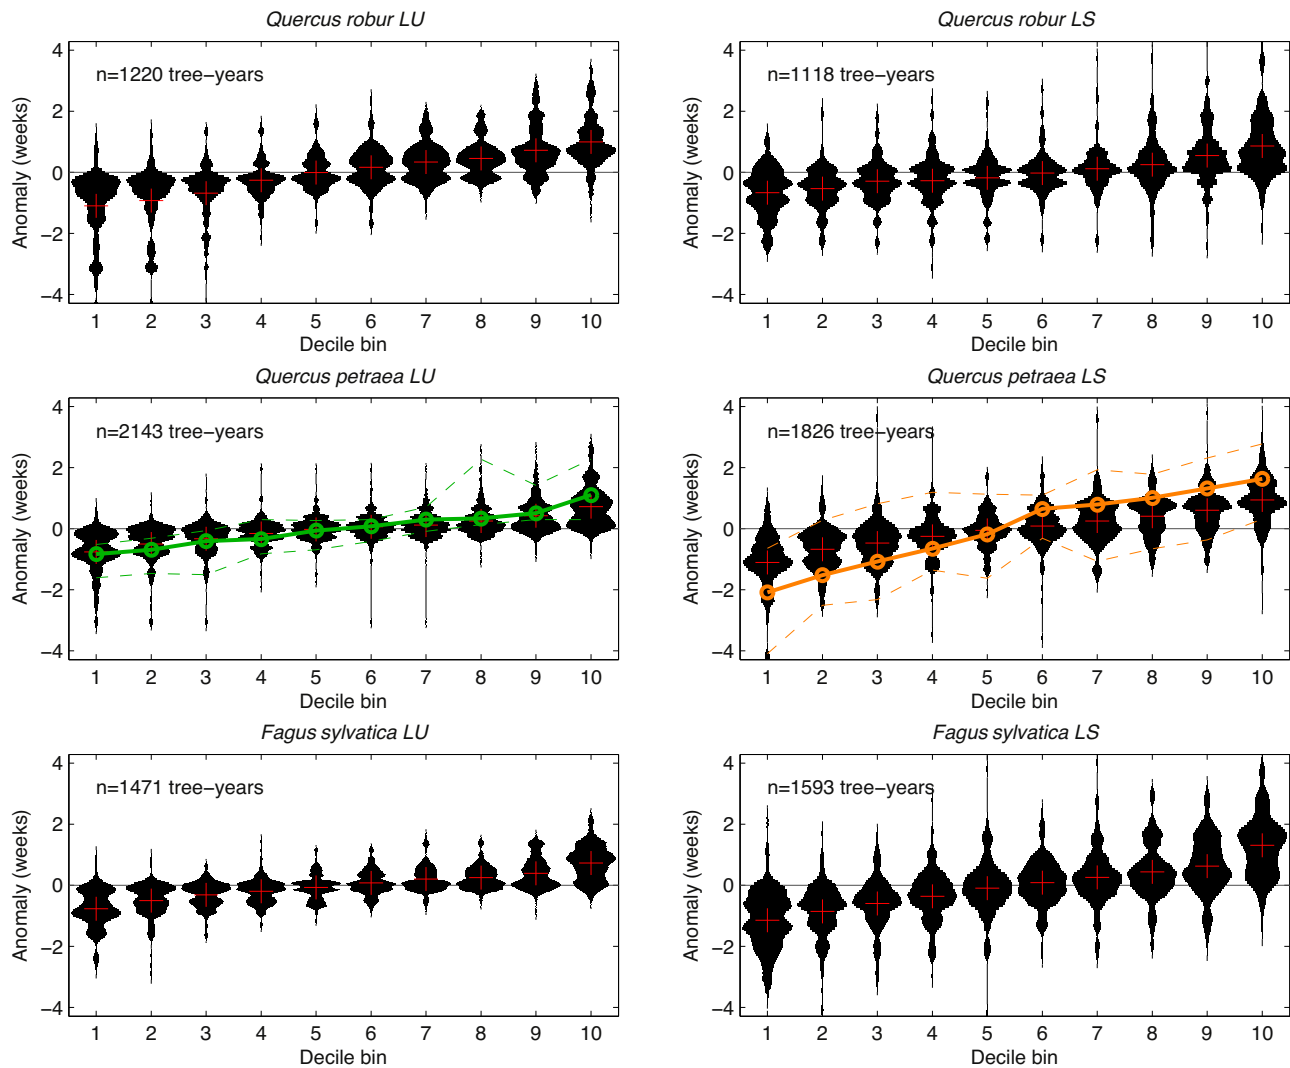 Quercus robur LU
n=1220 tree−years
Anomaly (weeks)
4
2
0
−2
−4
1 2 3 4 5 6 7 8 9 10
Decile bin
Quercus robur LS
n=1118 tree−years
Anomaly (weeks)
4
2
0
−2
−4
1 2 3 4 5 6 7 8 9 10
Decile bin
Quercus petraea LU
n=2143 tree−years
Anomaly (weeks)
4
2
0
−2
−4
1 2 3 4 5 6 7 8 9 10
Decile bin
Quercus petraea LS
n=1826 tree−years
Anomaly (weeks)
4
2
0
−2
−4
1 2 3 4 5 6 7 8 9 10
Decile bin
Fagus sylvatica LU
n=1471 tree−years
Anomaly (weeks)
4
2
0
−2
−4
1 2 3 4 5 6 7 8 9 10
Decile bin
Fagus sylvatica LS
n=1593 tree−years
Anomaly (weeks)
4
2
0
−2
−4
1 2 3 4 5 6 7 8 9 10
Decile bin